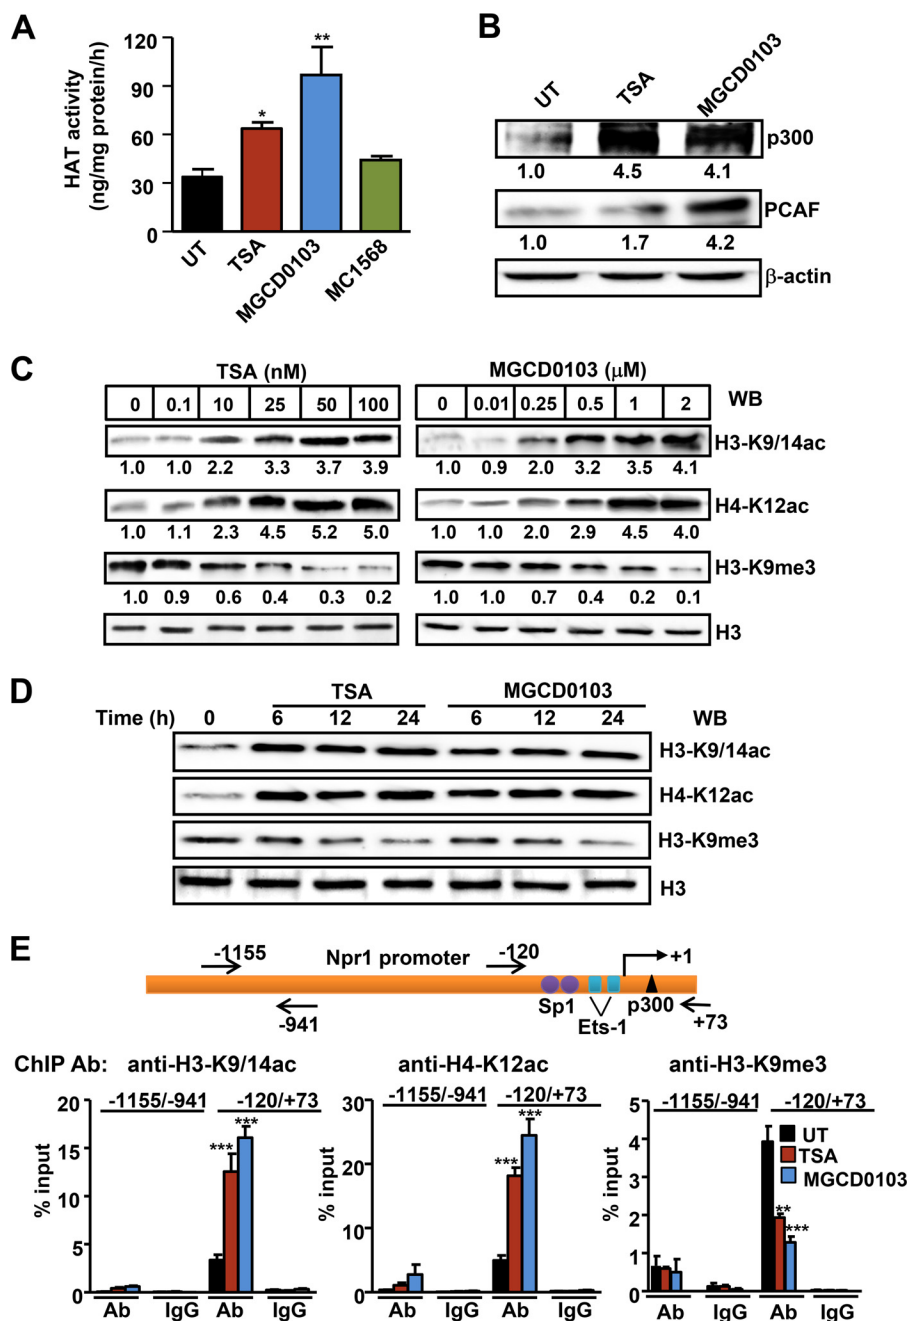 A
120
90
60
30
0
HAT activity
(ng/mg protein/h)
*
**
UT
TSA
MGCD0103
MC1568
B
UT
TSA
MGCD0103
p300
1.0 4.5 4.1
PCAF
1.0 1.7 4.2
β-actin
C
TSA (nM)
MGCD0103 (μM)
0 0.1 10 25 50 100
0 0.01 0.25 0.5 1 2
WB
H3-K9/14ac
1.0 1.0 2.2 3.3 3.7 3.9
1.0 0.9 2.0 3.2 3.5 4.1
H4-K12ac
1.0 1.1 2.3 4.5 5.2 5.0
1.0 1.0 2.0 2.9 4.5 4.0
H3-K9me3
1.0 0.9 0.6 0.4 0.3 0.2
1.0 1.0 0.7 0.4 0.2 0.1
H3
D
TSA
MGCD0103
Time (h) 0 6 12 24 6 12 24 WB
H3-K9/14ac
H4-K12ac
H3-K9me3
H3
E
-1155
Npr1 promoter
-120
+1
-941
Sp1
Ets-1
p300
+73
ChIP Ab: anti-H3-K9/14ac
anti-H4-K12ac
anti-H3-K9me3
-1155/-941
-120/+73
20
15
10
5
0
% input
***
***
Ab
IgG
Ab
IgG
-1155/-941
-120/+73
30
20
10
0
% input
***
***
Ab
IgG
Ab
IgG
-1155/-941
-120/+73
5
4
3
2
1
0
% input
UT
TSA
MGCD0103
**
***
Ab
IgG
Ab
IgG